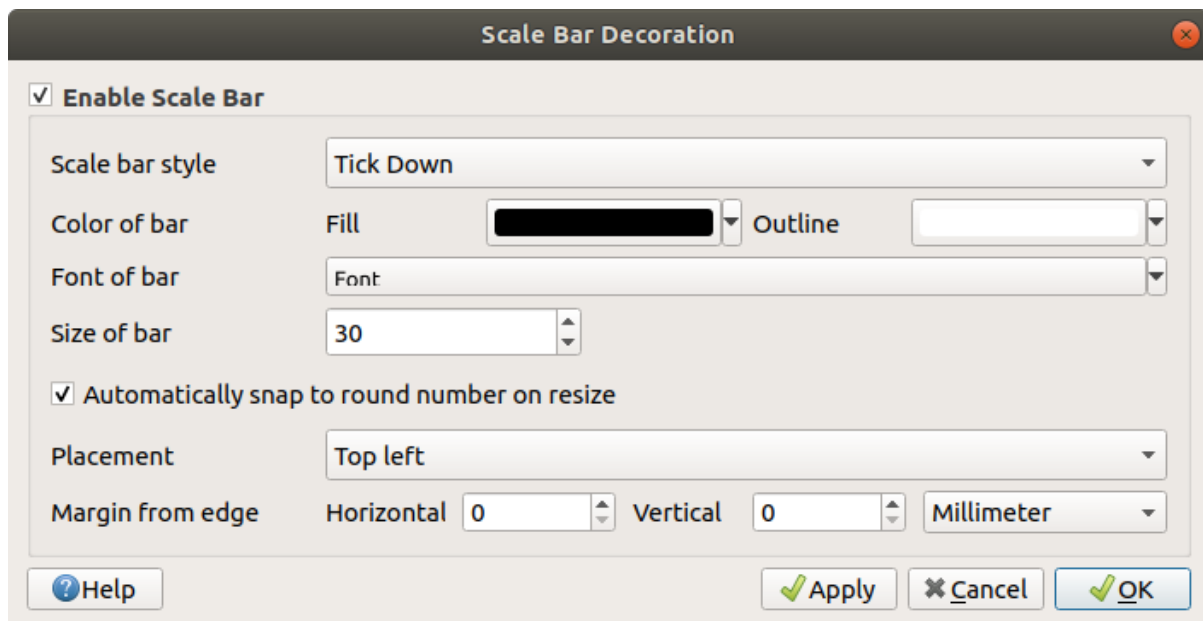 Scale Bar Decoration
Enable Scale Bar
Scale bar style Tick Down
Color of bar Fill Outline
Font of bar Font
Size of bar 30
Automatically snap to round number on resize
Placement Top left
Margin from edge Horizontal 0 Vertical 0 Millimeter
Help Apply Cancel OK